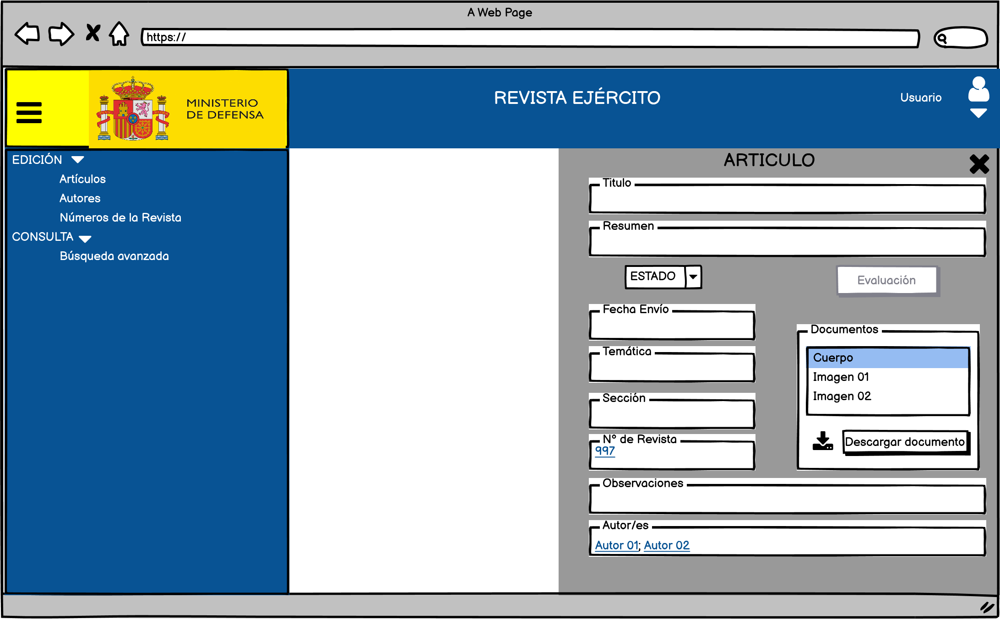 A Web Page
https://
MINISTERIO
DE DEFENSA
REVISTA EJÉRCITO
Usuario
EDICIÓN
Artículos
Autores
Números de la Revista
CONSULTA
Búsqueda avanzada
ARTICULO
Titulo
Resumen
ESTADO
Evaluación
Fecha Envío
Temática
Sección
Nº de Revista
997
Documentos
Cuerpo
Imagen 01
Imagen 02
Descargar documento
Observaciones
Autor/es
Autor 01; Autor 02